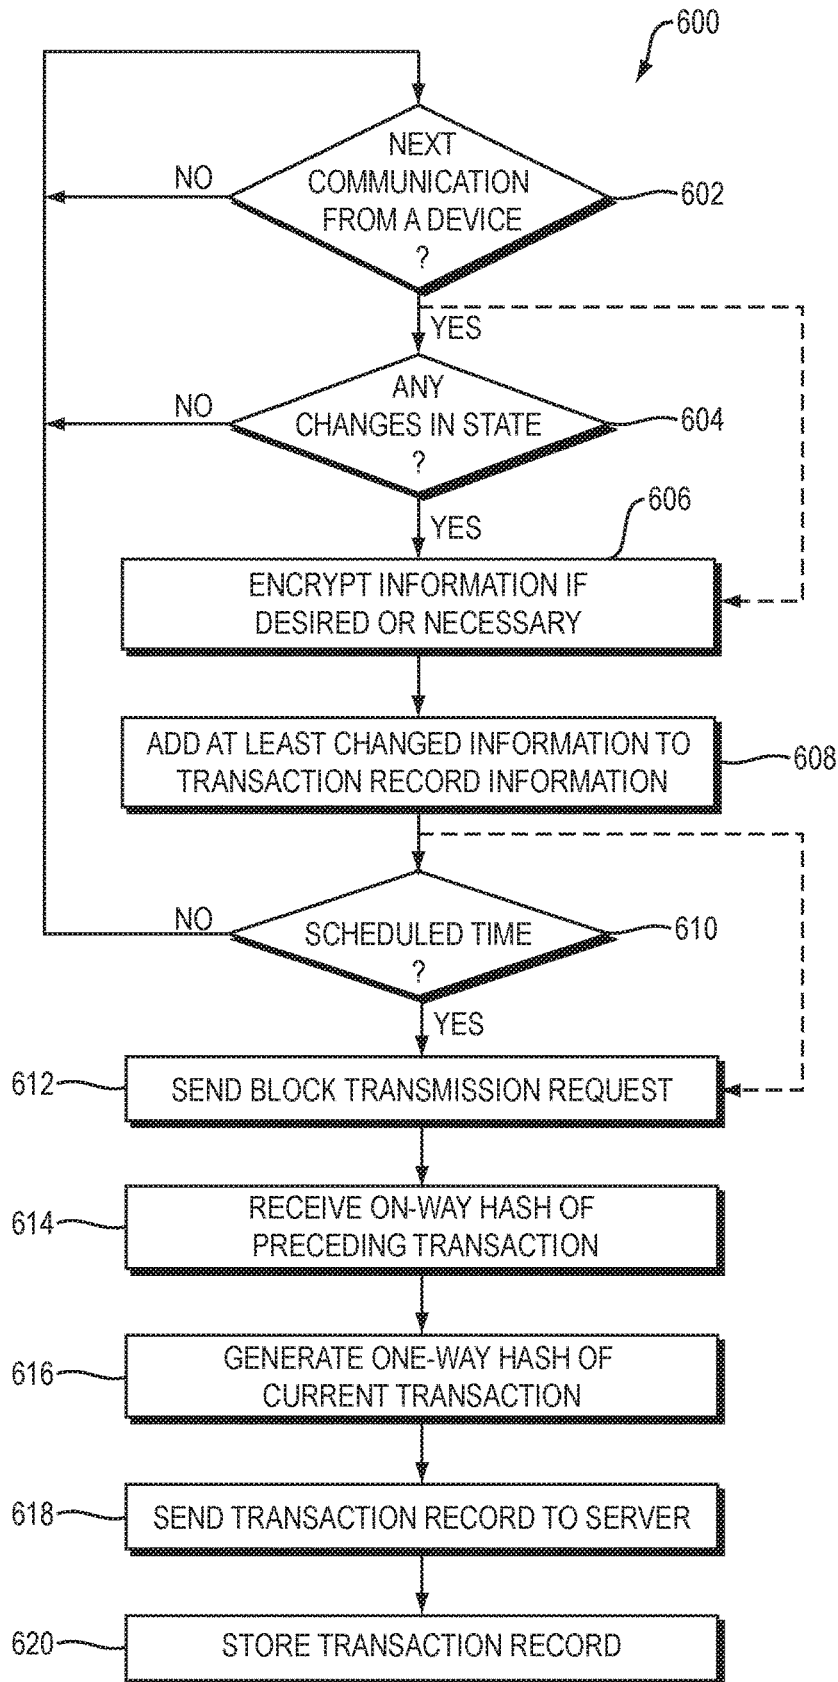 600
NEXT
COMMUNICATION
FROM A DEVICE
?
NO
602
YES
ANY
CHANGES IN STATE
?
NO
604
YES
606
ENCRYPT INFORMATION IF
DESIRED OR NECESSARY
ADD AT LEAST CHANGED INFORMATION TO
TRANSACTION RECORD INFORMATION
608
NO
SCHEDULED TIME
?
610
YES
612
SEND BLOCK TRANSMISSION REQUEST
614
RECEIVE ON-WAY HASH OF
PRECEDING TRANSACTION
616
GENERATE ONE-WAY HASH OF
CURRENT TRANSACTION
618
SEND TRANSACTION RECORD TO SERVER
620
STORE TRANSACTION RECORD